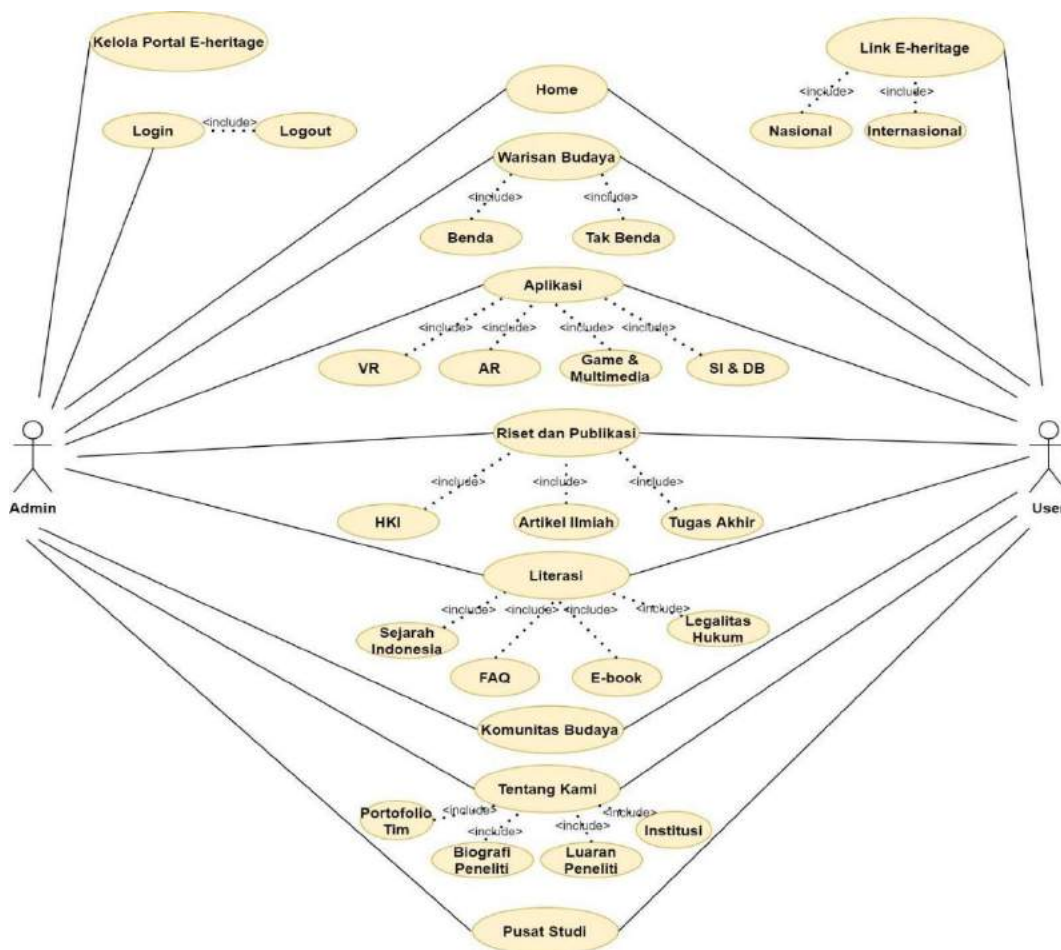 Kelola Portal E-heritage
Link E-heritage
<include>
<include>
Home
<include>
Login
Logout
Nasional
Internasional
Warisan Budaya
<include>
<include>
Benda
Tak Benda
Aplikasi
<include>
<include>
<include>
<include>
VR
AR
Game &
Multimedia
SI & DB
Riset dan Publikasi
<include>
<include>
<include>
Admin
User
HKI
Artikel Ilmiah
Tugas Akhir
Literasi
<include>
<include>
<include>
<include>
Sejarah
Indonesia
Legalitas
Hukum
FAQ
E-book
Komunitas Budaya
Tentang Kami
Portofolio
Tim
<include>
<include>
<include>
<include>
Institusi
Biografi
Peneliti
Luaran
Peneliti
Pusat Studi